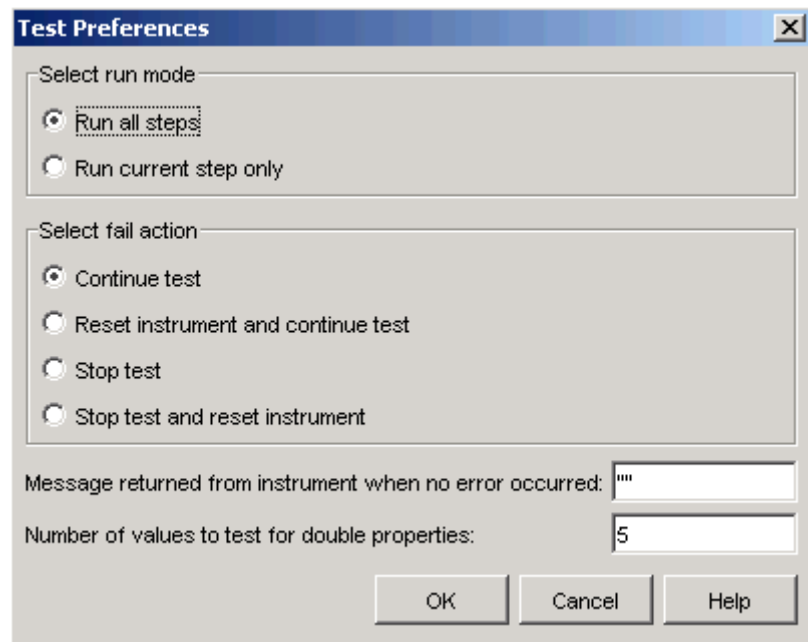 Test Preferences
Select run mode
Run all steps
Run current step only
Select fail action
Continue test
Reset instrument and continue test
Stop test
Stop test and reset instrument
Message returned from instrument when no error occurred: ""
Number of values to test for double properties: 5
OK Cancel Help